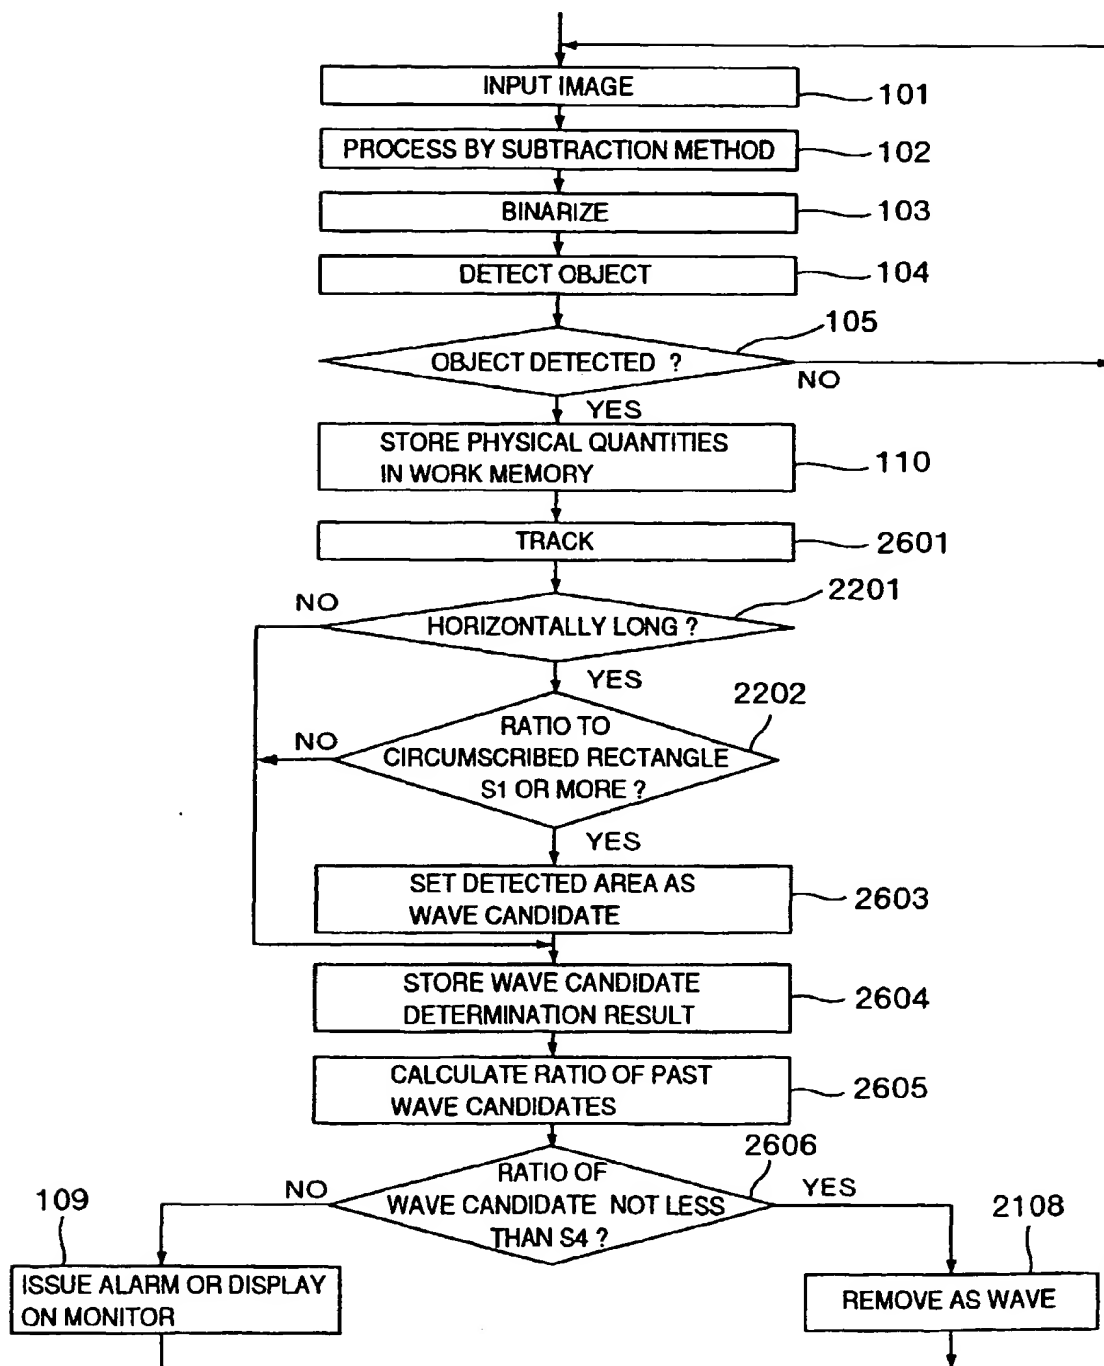 INPUT IMAGE
101
PROCESS BY SUBTRACTION METHOD
102
BINARIZE
103
DETECT OBJECT
104
105
OBJECT DETECTED ?
NO
YES
STORE PHYSICAL QUANTITIES
IN WORK MEMORY
110
TRACK
2601
2201
NO
HORIZONTALLY LONG ?
YES
2202
RATIO TO
NO
CIRCUMSCRIBED RECTANGLE
S1 OR MORE ?
YES
SET DETECTED AREA AS
WAVE CANDIDATE
2603
STORE WAVE CANDIDATE
DETERMINATION RESULT
2604
CALCULATE RATIO OF PAST
WAVE CANDIDATES
2605
2606
RATIO OF
NO
WAVE CANDIDATE NOT LESS
YES
THAN S4 ?
109
2108
ISSUE ALARM OR DISPLAY
ON MONITOR
REMOVE AS WAVE